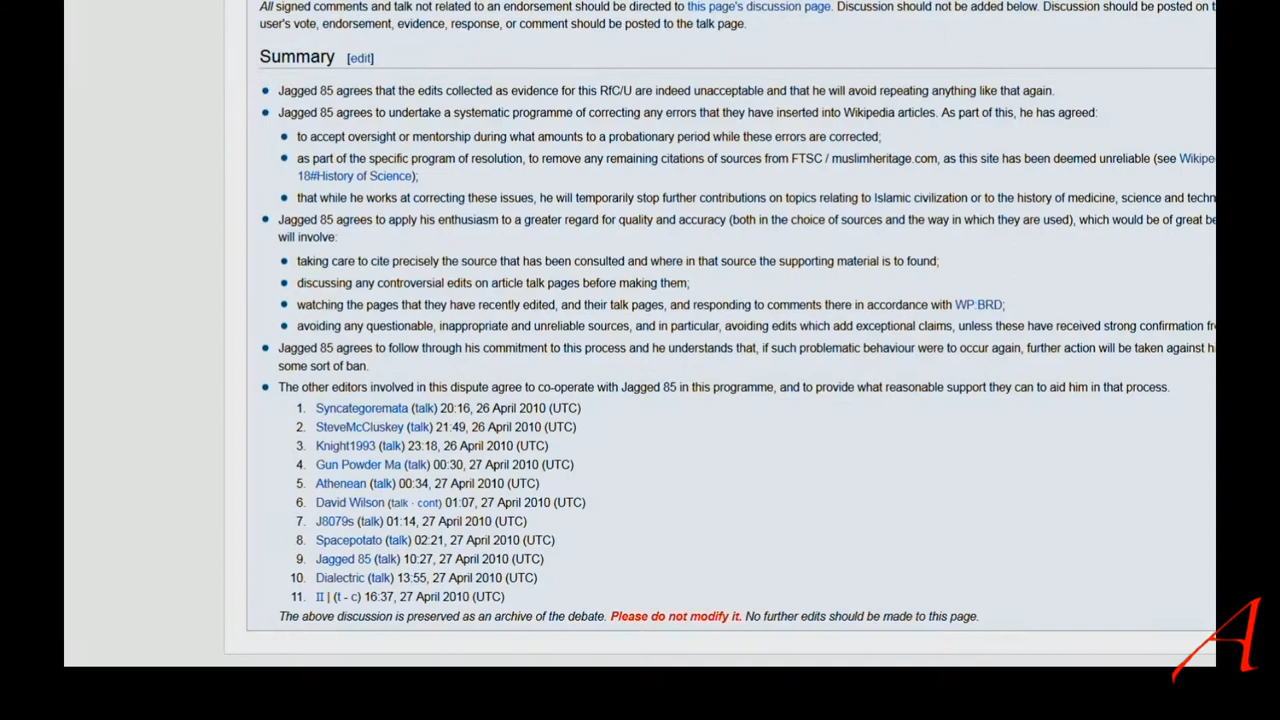 All signed comments and talk not related to an endorsement should be directed to this page's discussion page. Discussion should not be added below. Discussion should be posted on t
user's vote, endorsement, evidence, response, or comment should be posted to the talk page.
Summary [edit]
Jagged 85 agrees that the edits collected as evidence for this RfC/U are indeed unacceptable and that he will avoid repeating anything like that again.
Jagged 85 agrees to undertake a systematic programme of correcting any errors that they have inserted into Wikipedia articles. As part of this, he has agreed:
to accept oversight or mentorship during what amounts to a probationary period while these errors are corrected;
as part of the specific program of resolution, to remove any remaining citations of sources from FTSC / muslimheritage.com, as this site has been deemed unreliable (see Wikipe
18#History of Science);
that while he works at correcting these issues, he will temporarily stop further contributions on topics relating to Islamic civilization or to the history of medicine, science and techn
Jagged 85 agrees to apply his enthusiasm to a greater regard for quality and accuracy (both in the choice of sources and the way in which they are used), which would be of great be
will involve:
taking care to cite precisely the source that has been consulted and where in that source the supporting material is to found;
discussing any controversial edits on article talk pages before making them;
watching the pages that they have recently edited, and their talk pages, and responding to comments there in accordance with WP:BRD;
avoiding any questionable, inappropriate and unreliable sources, and in particular, avoiding edits which add exceptional claims, unless these have received strong confirmation fr
Jagged 85 agrees to follow through his commitment to this process and he understands that, if such problematic behaviour were to occur again, further action will be taken against h
some sort of ban.
The other editors involved in this dispute agree to co-operate with Jagged 85 in this programme, and to provide what reasonable support they can to aid him in that process.
1. Syncategoremata (talk) 20:16, 26 April 2010 (UTC)
2. SteveMcCluskey (talk) 21:49, 26 April 2010 (UTC)
3. Knight1993 (talk) 23:18, 26 April 2010 (UTC)
4. Gun Powder Ma (talk) 00:30, 27 April 2010 (UTC)
5. Athenean (talk) 00:34, 27 April 2010 (UTC)
6. David Wilson (talk · cont) 01:07, 27 April 2010 (UTC)
7. J8079s (talk) 01:14, 27 April 2010 (UTC)
8. Spacepotato (talk) 02:21, 27 April 2010 (UTC)
9. Jagged 85 (talk) 10:27, 27 April 2010 (UTC)
10. Dialectric (talk) 13:55, 27 April 2010 (UTC)
11. II | (t - c) 16:37, 27 April 2010 (UTC)
The above discussion is preserved as an archive of the debate. Please do not modify it. No further edits should be made to this page.
A